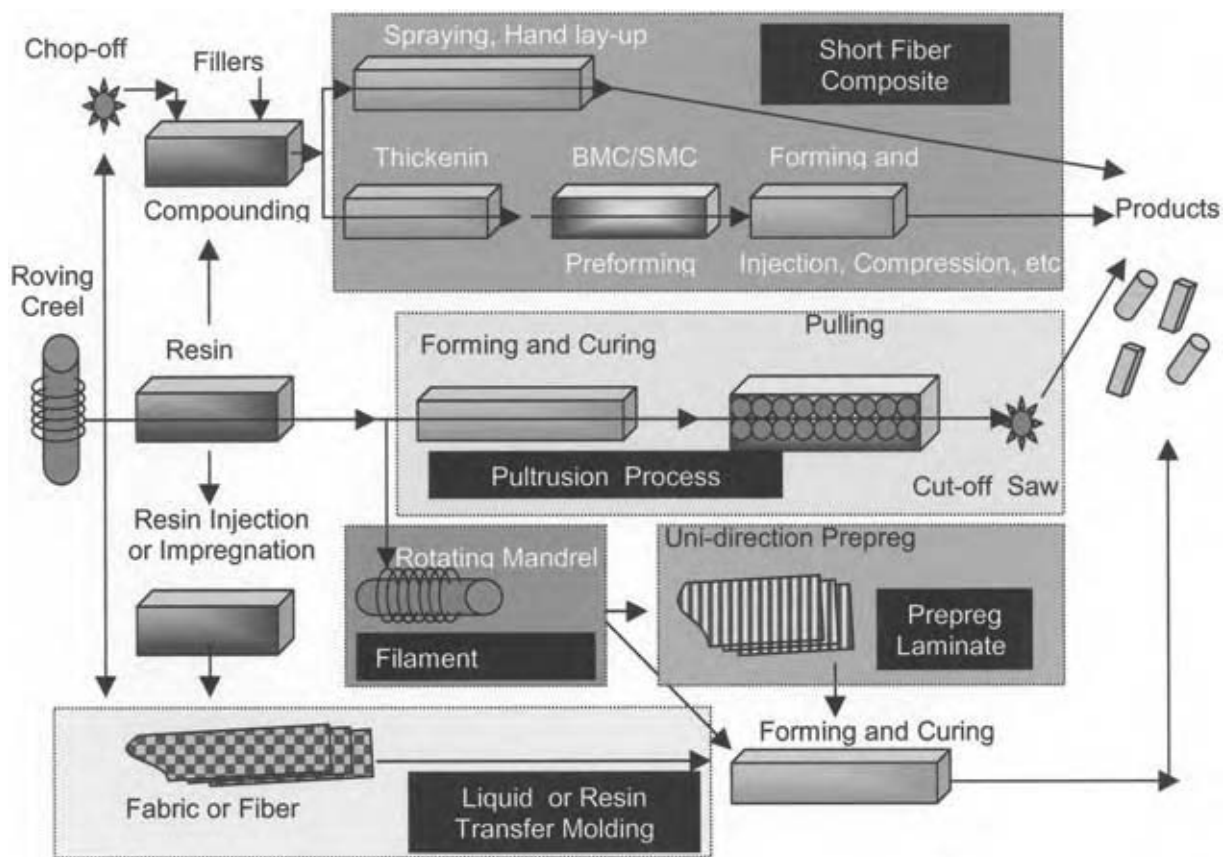 Spraying, Hand lay-up
Short Fiber
Composite
Chop-off
Fillers
Thickenin
BMC/SMC
Forming and
Compounding
Products
Preforming
Injection, Compression, etc
Roving
Creel
Resin
Forming and Curing
Pulling
Pultrusion Process
Cut-off Saw
Resin Injection
or Impregnation
Rotating Mandrel
Filament
Uni-direction Prepreg
Prepreg
Laminate
Forming and Curing
Fabric or Fiber
Liquid or Resin
Transfer Molding